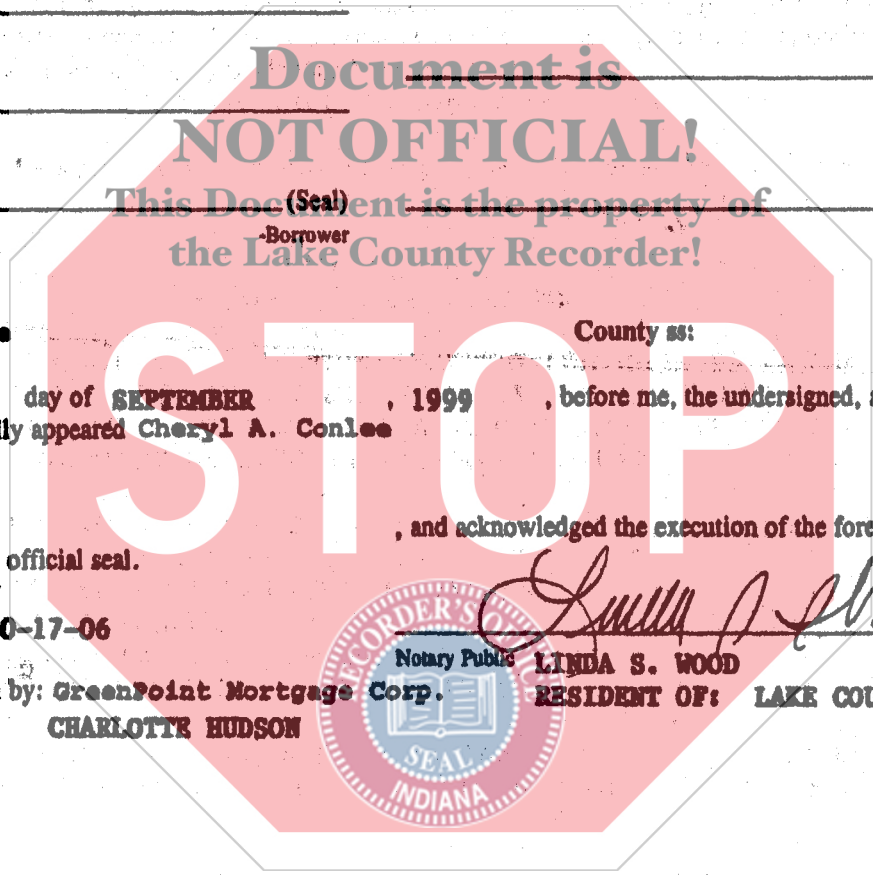 Document is
NOT OFFICIAL!
This Document is the property of
the Lake County Recorder!
(Seal)
-Borrower
STOP
County ss:
day of SEPTEMBER , 1999 , before me, the undersigned, a
ly appeared Cheryl A. Conlee
, and acknowledged the execution of the fore
official seal.
0-17-06
Notary Public LINDA S. WOOD
by: GreenPoint Mortgage Corp. RESIDENT OF: LAKE COU
CHARLOTTE HUDSON
RECORDER'S OFFICE
SEAL
INDIANA